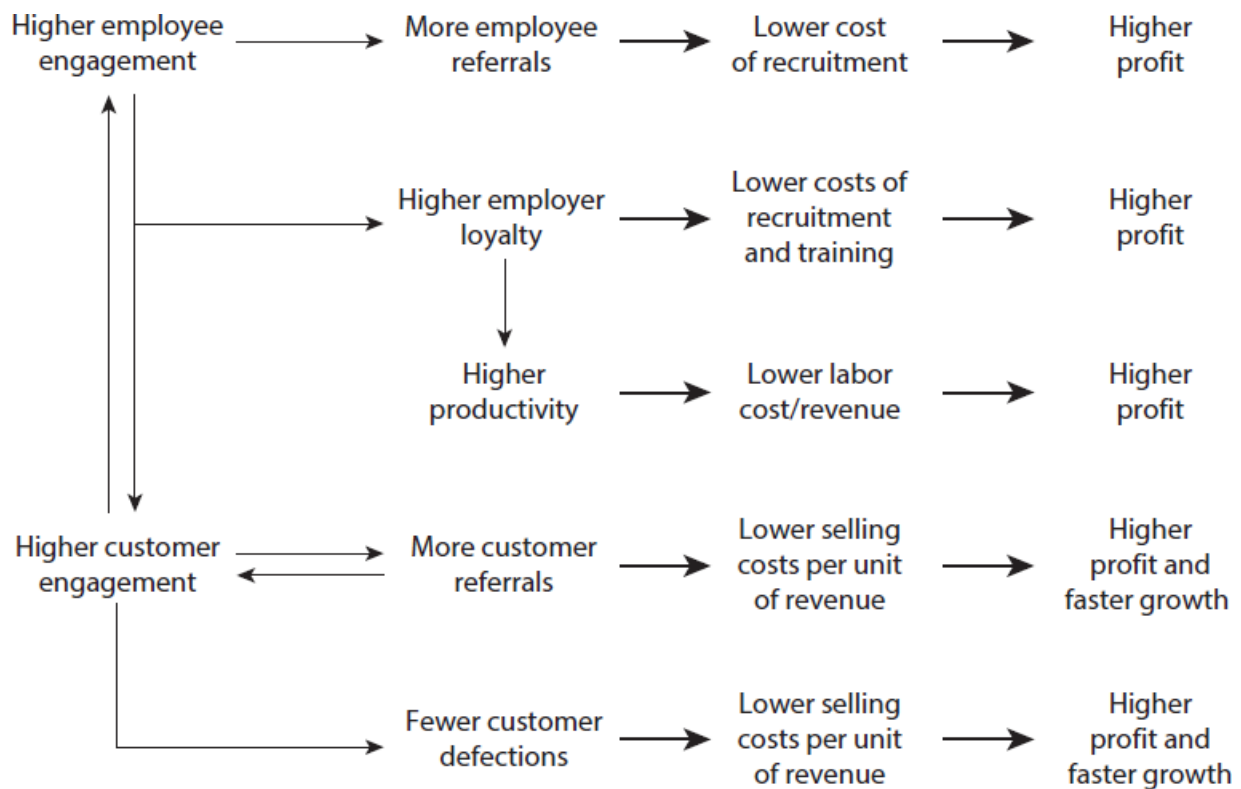 Higher employee
engagement
More employee
referrals
Lower cost
of recruitment
Higher
profit
Higher employer
loyalty
Lower costs of
recruitment
and training
Higher
profit
Higher
productivity
Lower labor
cost/revenue
Higher
profit
Higher customer
engagement
More customer
referrals
Lower selling
costs per unit
of revenue
Higher
profit and
faster growth
Fewer customer
defections
Lower selling
costs per unit
of revenue
Higher
profit and
faster growth